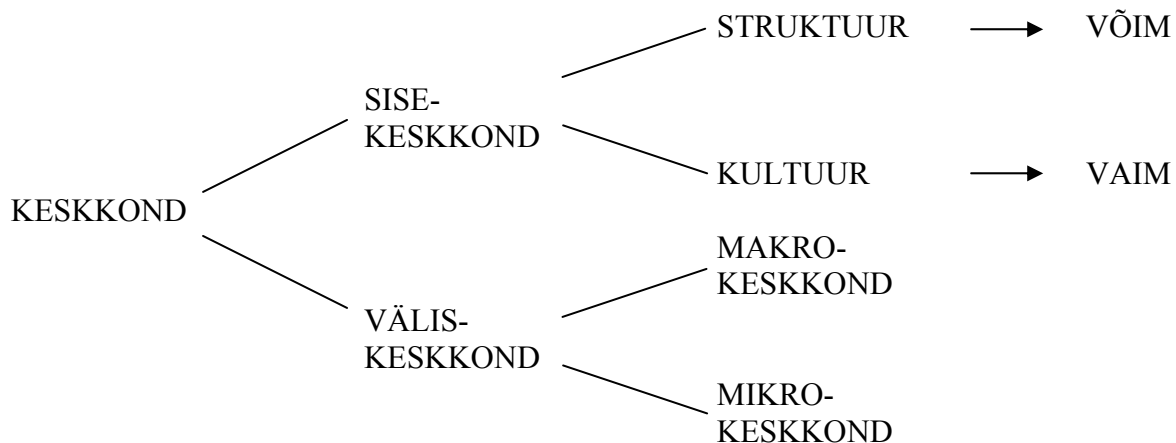 STRUKTUUR VÕIM
SISE-
KESKKOND
KULTUUR VAIM
KESKKOND
MAKRO-
KESKKOND
VÄLIS-
KESKKOND
MIKRO-
KESKKOND